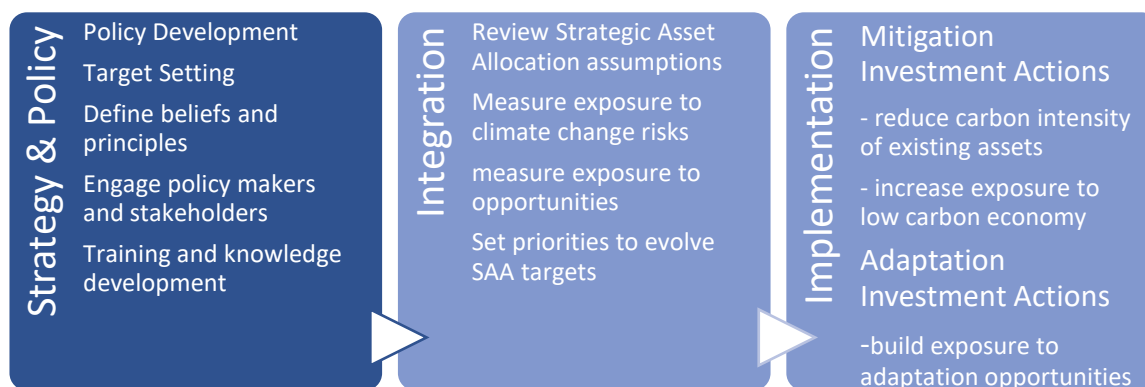 Strategy & Policy
Policy Development
Target Setting
Define beliefs and
principles
Engage policy makers
and stakeholders
Training and knowledge
development
Integration
Review Strategic Asset
Allocation assumptions
Measure exposure to
climate change risks
measure exposure to
opportunities
Set priorities to evolve
SAA targets
Implementation
Mitigation
Investment Actions
- reduce carbon intensity
of existing assets
- increase exposure to
low carbon economy
Adaptation
Investment Actions
-build exposure to
adaptation opportunities